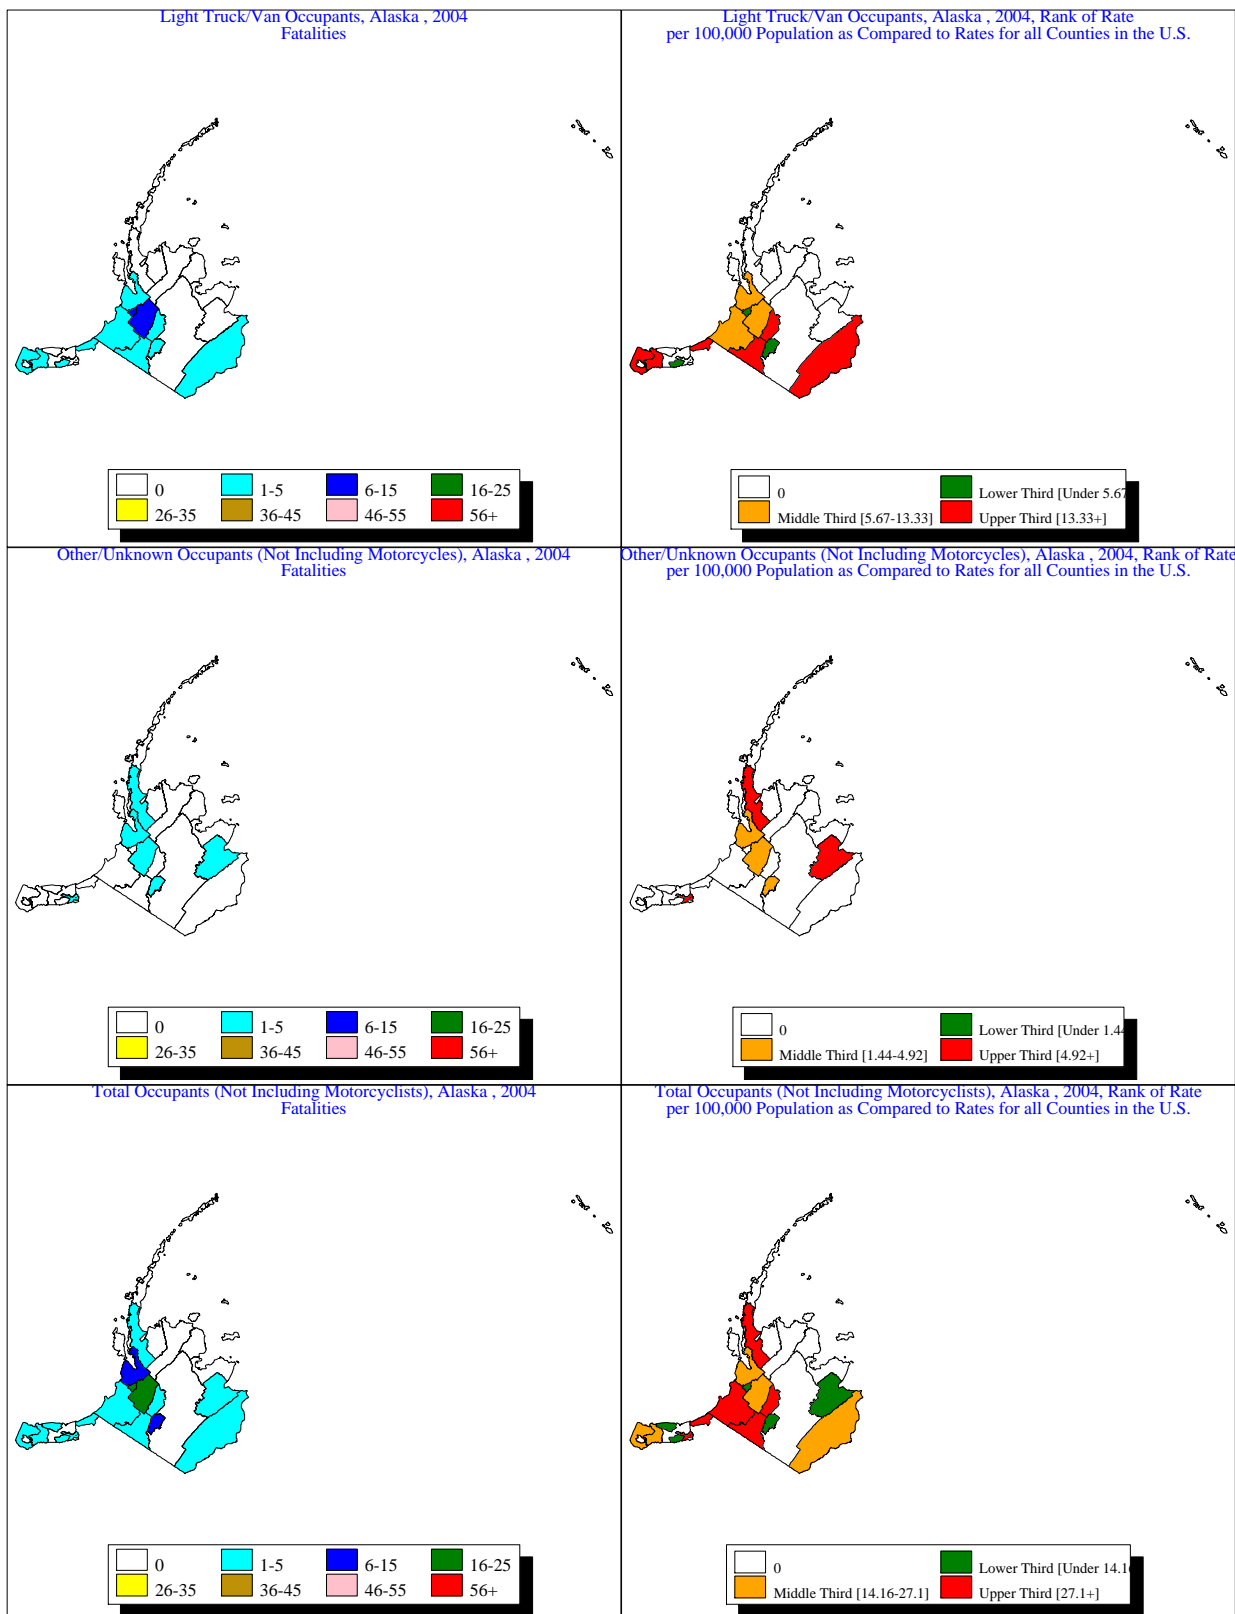 Light Truck/Van Occupants, Alaska , 2004
Fatalities
0
1-5
6-15
16-25
26-35
36-45
46-55
56+
Light Truck/Van Occupants, Alaska , 2004, Rank of Rate
per 100,000 Population as Compared to Rates for all Counties in the U.S.
0
Lower Third [Under 5.67
Middle Third [5.67-13.33]
Upper Third [13.33+]
Other/Unknown Occupants (Not Including Motorcycles), Alaska , 2004
Fatalities
0
1-5
6-15
16-25
26-35
36-45
46-55
56+
Other/Unknown Occupants (Not Including Motorcycles), Alaska , 2004, Rank of Rate
per 100,000 Population as Compared to Rates for all Counties in the U.S.
0
Lower Third [Under 1.44
Middle Third [1.44-4.92]
Upper Third [4.92+]
Total Occupants (Not Including Motorcyclists), Alaska , 2004
Fatalities
0
1-5
6-15
16-25
26-35
36-45
46-55
56+
Total Occupants (Not Including Motorcyclists), Alaska , 2004, Rank of Rate
per 100,000 Population as Compared to Rates for all Counties in the U.S.
0
Lower Third [Under 14.16
Middle Third [14.16-27.1]
Upper Third [27.1+]